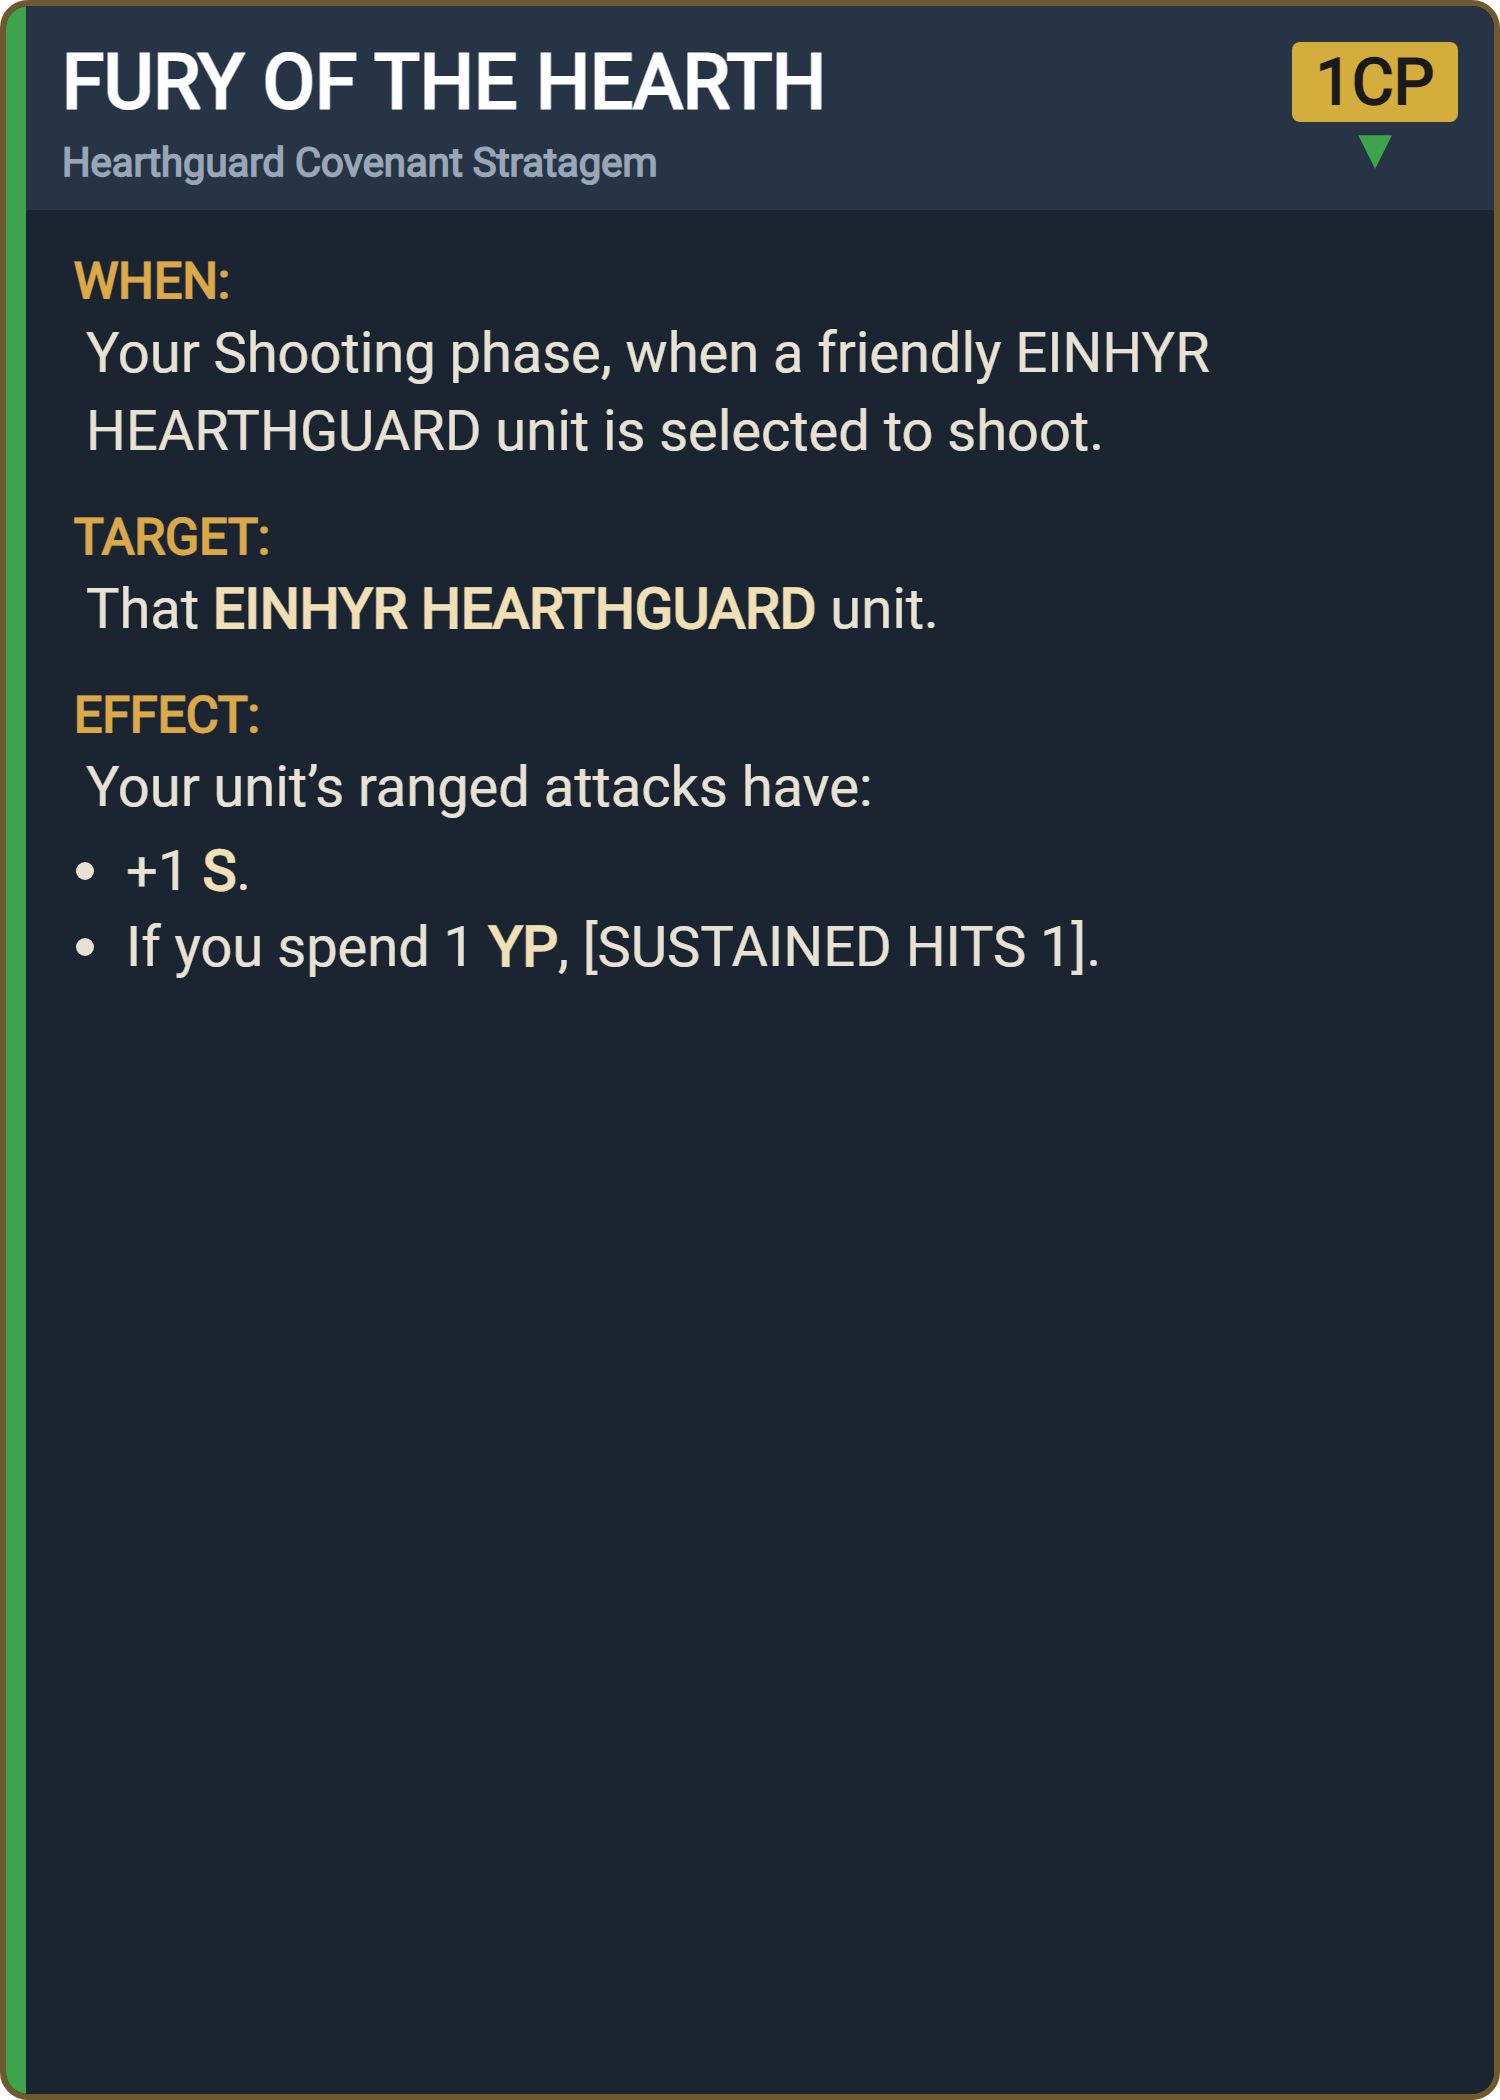 FURY OF THE HEARTH
1CP
Hearthguard Covenant Stratagem
WHEN:
Your Shooting phase, when a friendly EINHYR
HEARTHGUARD unit is selected to shoot.
TARGET:
That EINHYR HEARTHGUARD unit.
EFFECT:
Your unit’s ranged attacks have:
• +1 S.
• If you spend 1 YP, [SUSTAINED HITS 1].